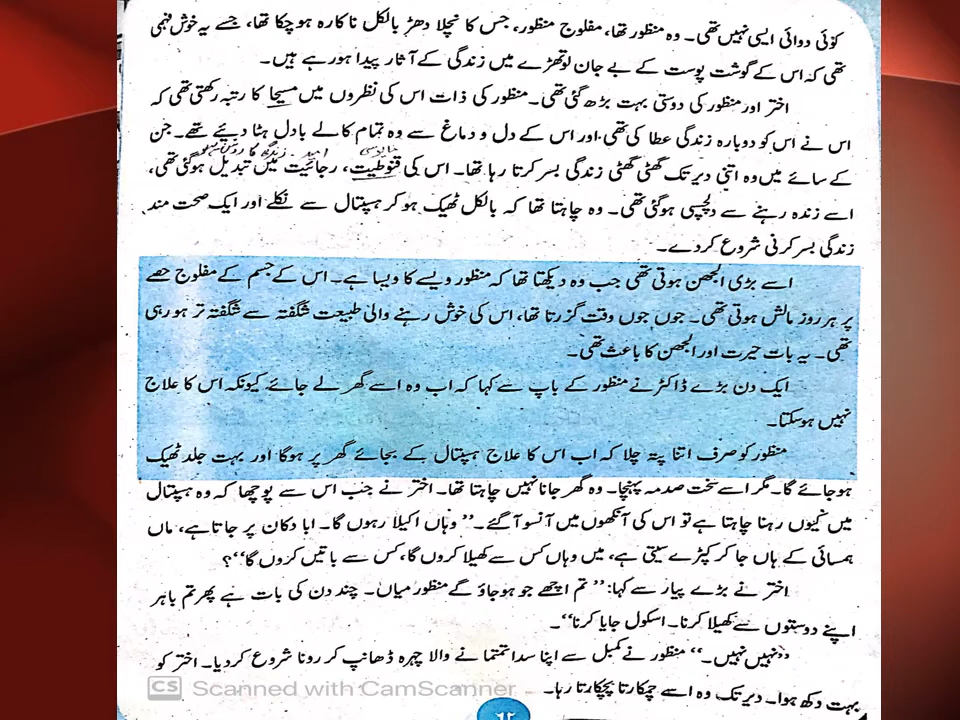 کوئی دوائی ایسی نہیں تھی۔ وہ منظور تھا، مفلوج منظور، جس کا نچلا دھڑ بالکل ناکارہ ہو چکا تھا، جسے یہ خوش فہمی
تھی کہ اس کے گوشت پوست کے بے جان لوتھڑے میں زندگی کے آثار پیدا ہو رہے ہیں۔
اختر اور منظور کی دوستی بہت بڑھ گئی تھی۔ منظور کی ذات اس کی نظروں میں مسیحا کا رتبہ رکھتی تھی کہ
اس نے اس کو دوبارہ زندگی عطا کی تھی اور اس کے دل و دماغ سے وہ تمام کالے بادل ہٹا دیئے تھے۔ جن
مایوسی امید زندگی کا روشن
کے سائے میں وہ اتنی دیر تک گھٹی گھٹی زندگی بسر کرتا رہا تھا۔ اس کی قنوطیت، رجائیت میں تبدیل ہو گئی تھی،
اسے زندہ رہنے سے دلچسپی ہو گئی تھی۔ وہ چاہتا تھا کہ بالکل ٹھیک ہو کر ہسپتال سے نکلے اور ایک صحت مند
زندگی بسر کرنی شروع کر دے۔
اسے بڑی الجھن ہوتی تھی جب وہ دیکھتا تھا کہ منظور ویسے کا ویسا ہے۔ اس کے جسم کے مفلوج حصے
پر ہر روز مالش ہوتی تھی۔ جوں جوں وقت گزرتا تھا، اس کی خوش رہنے والی طبیعت شگفتہ سے شگفتہ تر ہو رہی
تھی۔ یہ بات حیرت اور الجھن کا باعث تھی۔
ایک دن بڑے ڈاکٹر نے منظور کے باپ سے کہا کہ اب وہ اسے گھر لے جائے کیونکہ اس کا علاج
نہیں ہو سکتا۔
منظور کو صرف اتنا پتہ چلا کہ اب اس کا علاج ہسپتال کے بجائے گھر پر ہوگا اور بہت جلد ٹھیک
ہو جائے گا۔ مگر اسے سخت صدمہ پہنچا۔ وہ گھر جانا نہیں چاہتا تھا۔ اختر نے جب اس سے پوچھا کہ وہ ہسپتال
میں کیوں رہنا چاہتا ہے تو اس کی آنکھوں میں آنسو آ گئے۔ ’’وہاں اکیلا رہوں گا۔ ابا دکان پر جاتا ہے، ماں
ہمسائی کے ہاں جا کر کپڑے سیتی ہے، میں وہاں کس سے کھیلا کروں گا، کس سے باتیں کروں گا‘‘؟
اختر نے بڑے پیار سے کہا: ’’تم اچھے جو ہو جاؤ گے منظور میاں۔ چند دن کی بات ہے پھر تم باہر
اپنے دوستوں سے کھیلا کرنا۔ اسکول جایا کرنا‘‘۔
’’نہیں نہیں۔‘‘ منظور نے کمبل سے اپنا سدا تمتمانے والا چہرہ ڈھانپ کر رونا شروع کر دیا۔ اختر کو
بہت دکھ ہوا۔ دیر تک وہ اسے چمکارتا پچکارتا رہا۔
CS Scanned with CamScanner